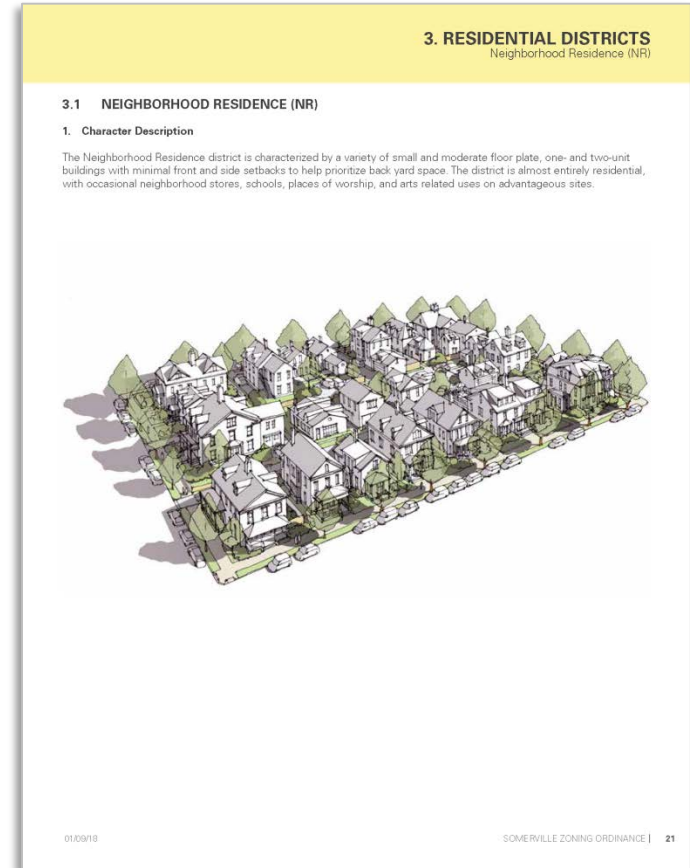 3. RESIDENTIAL DISTRICTS
Neighborhood Residence (NR)
3.1 NEIGHBORHOOD RESIDENCE (NR)
1. Character Description
The Neighborhood Residence district is characterized by a variety of small and moderate floor plate, one- and two-unit
buildings with minimal front and side setbacks to help prioritize back yard space. The district is almost entirely residential,
with occasional neighborhood stores, schools, places of worship, and arts related uses on advantageous sites.
01/09/18
SOMERVILLE ZONING ORDINANCE | 21